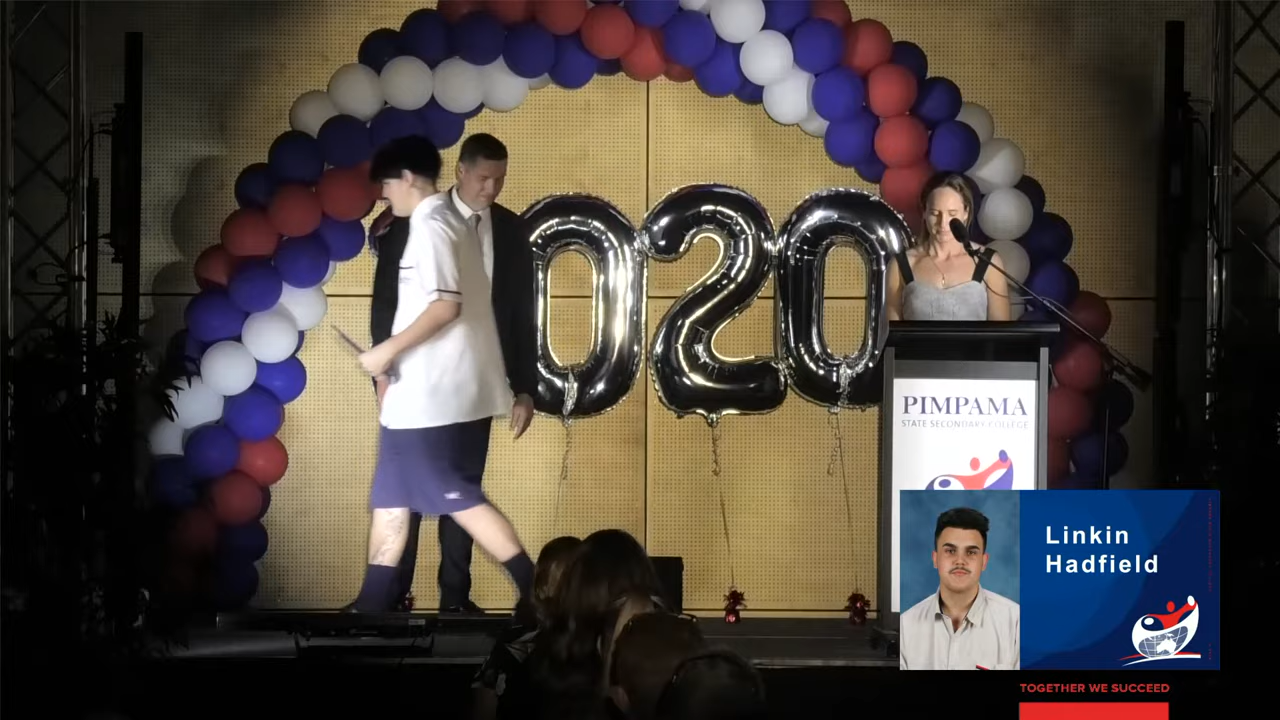 020
PIMPAMA
STATE SECONDARY COLLEGE
Linkin
Hadfield
TOGETHER WE SUCCEED